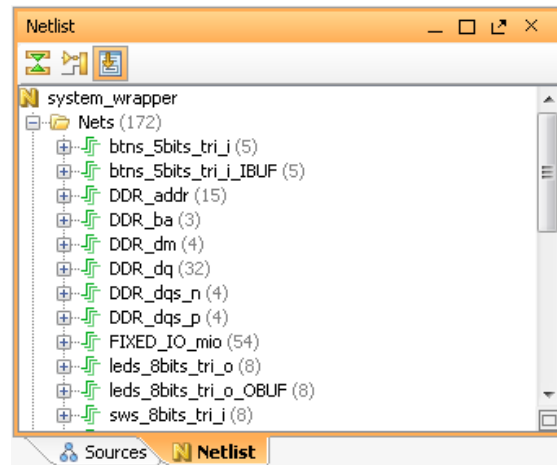 Netlist
system_wrapper
Nets (172)
btns_5bits_tri_i (5)
btns_5bits_tri_i_IBUF (5)
DDR_addr (15)
DDR_ba (3)
DDR_dm (4)
DDR_dq (32)
DDR_dqs_n (4)
DDR_dqs_p (4)
FIXED_IO_mio (54)
leds_8bits_tri_o (8)
leds_8bits_tri_o_OBUF (8)
sws_8bits_tri_i (8)
Sources Netlist